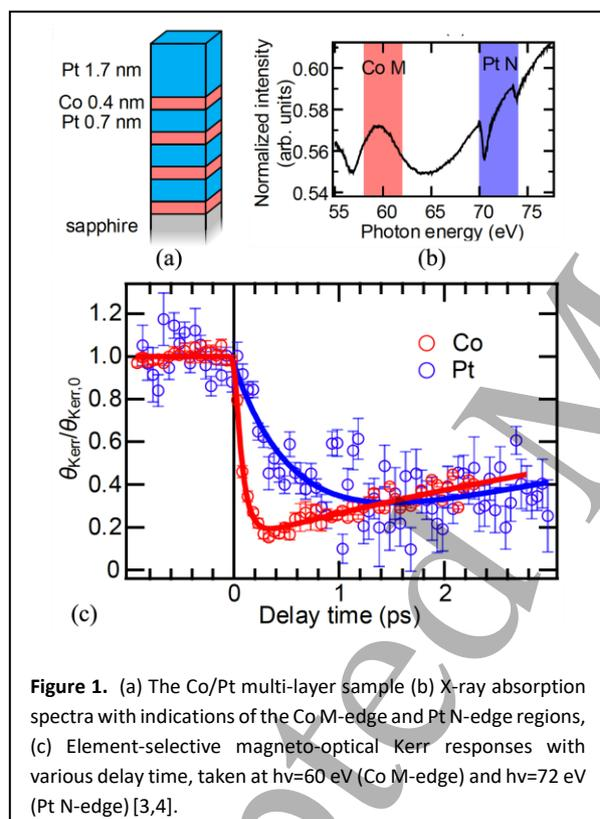 Pt 1.7 nm
Co 0.4 nm
Pt 0.7 nm
sapphire
(a)
Normalized intensity
(arb. units)
0.60
0.58
0.56
0.54
Co M
Pt N
55 60 65 70 75
Photon energy (eV)
(b)
θKerr/θKerr,0
1.2
1.0
0.8
0.6
0.4
0.2
0
Co
Pt
0 1 2
Delay time (ps)
(c)
Figure 1. (a) The Co/Pt multi-layer sample (b) X-ray absorption
spectra with indications of the Co M-edge and Pt N-edge regions,
(c) Element-selective magneto-optical Kerr responses with
various delay time, taken at hν=60 eV (Co M-edge) and hν=72 eV
(Pt N-edge) [3,4].